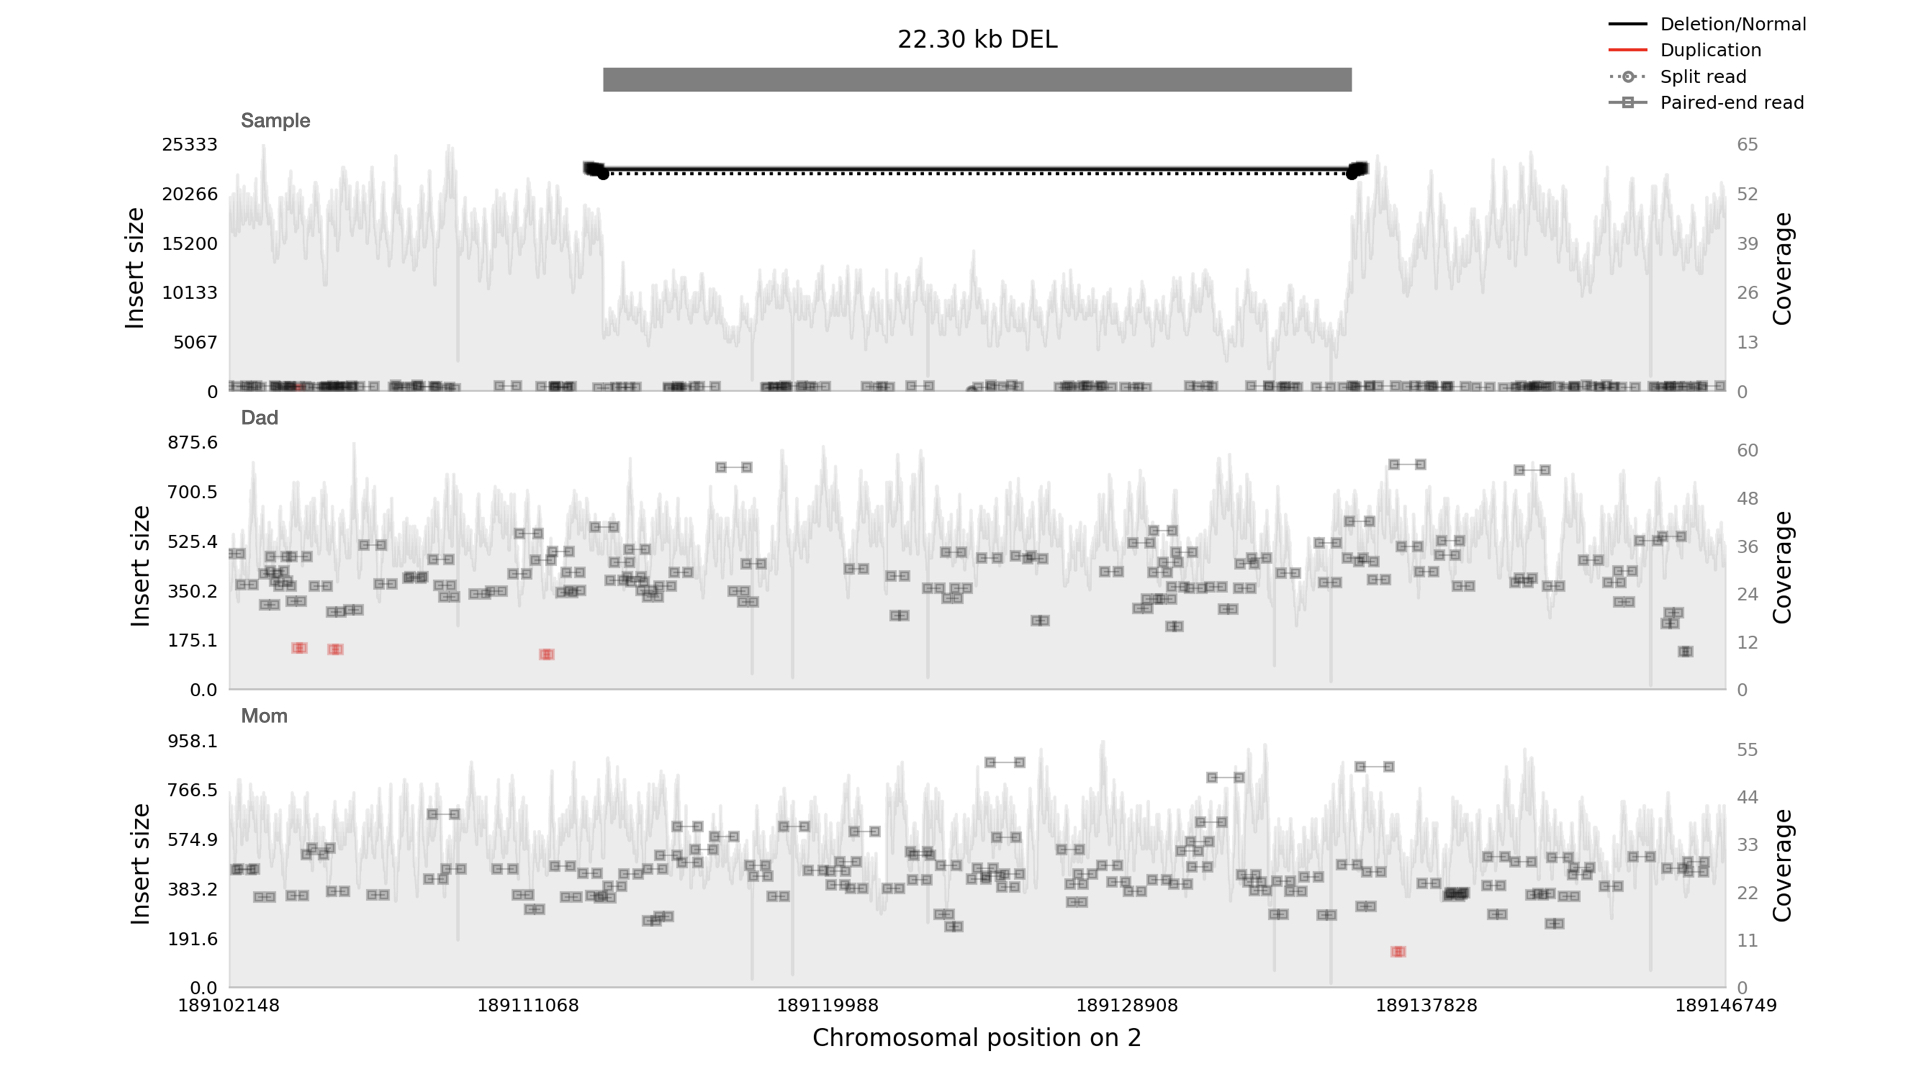 22.30 kb DEL
Deletion/Normal
Duplication
Split read
Paired-end read
Sample
25333
20266
15200
10133
5067
0
Insert size
65
52
39
26
13
0
Coverage
Dad
875.6
700.5
525.4
350.2
175.1
0.0
Insert size
60
48
36
24
12
0
Coverage
Mom
958.1
766.5
574.9
383.2
191.6
0.0
Insert size
55
44
33
22
11
0
Coverage
189102148 189111068 189119988 189128908 189137828 189146749
Chromosomal position on 2